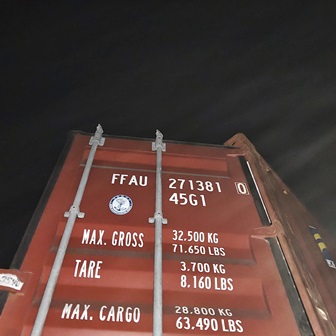 FFAU 271381 0
45G1
MAX. GROSS 32.500 KG
71.650 LBS
TARE 3.700 KG
8.160 LBS
MAX. CARGO 28.800 KG
63.490 LBS